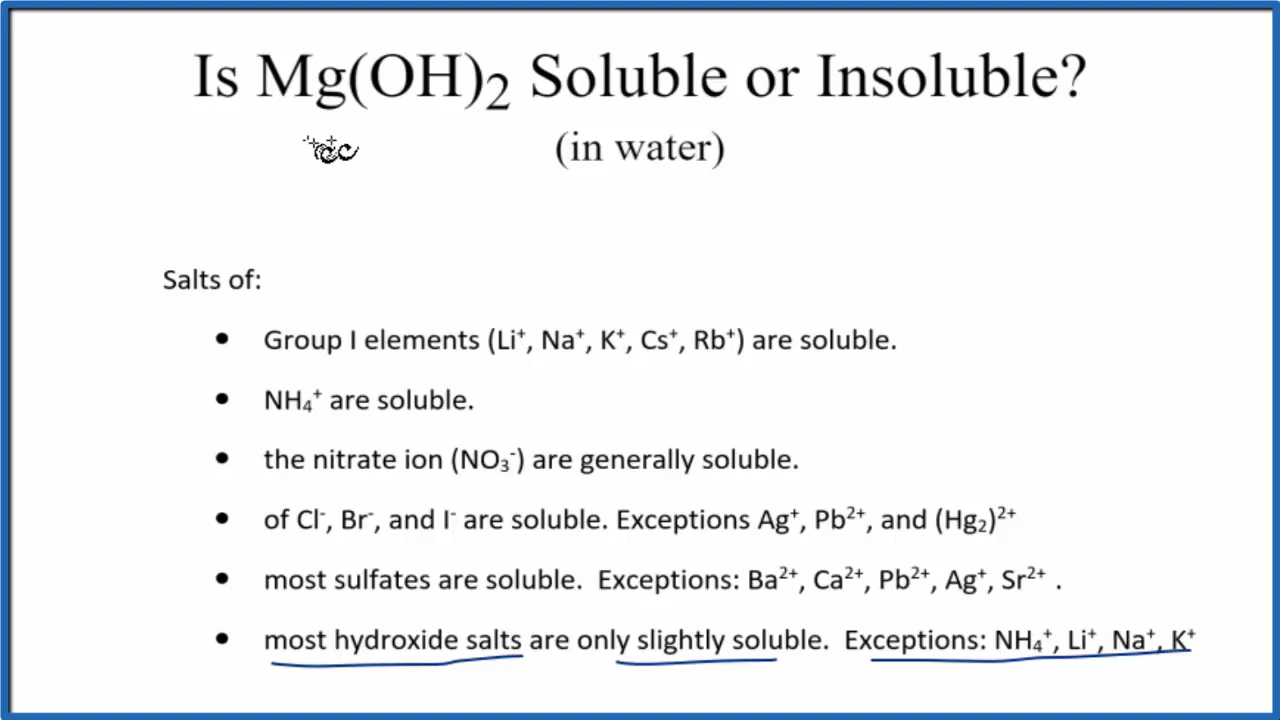 Is Mg(OH)₂ Soluble or Insoluble?
(in water)
Salts of:
• Group I elements (Li⁺, Na⁺, K⁺, Cs⁺, Rb⁺) are soluble.
• NH₄⁺ are soluble.
• the nitrate ion (NO₃⁻) are generally soluble.
• of Cl⁻, Br⁻, and I⁻ are soluble. Exceptions Ag⁺, Pb²⁺, and (Hg₂)²⁺
• most sulfates are soluble.  Exceptions: Ba²⁺, Ca²⁺, Pb²⁺, Ag⁺, Sr²⁺ .
• most hydroxide salts are only slightly soluble.  Exceptions: NH₄⁺, Li⁺, Na⁺, K⁺